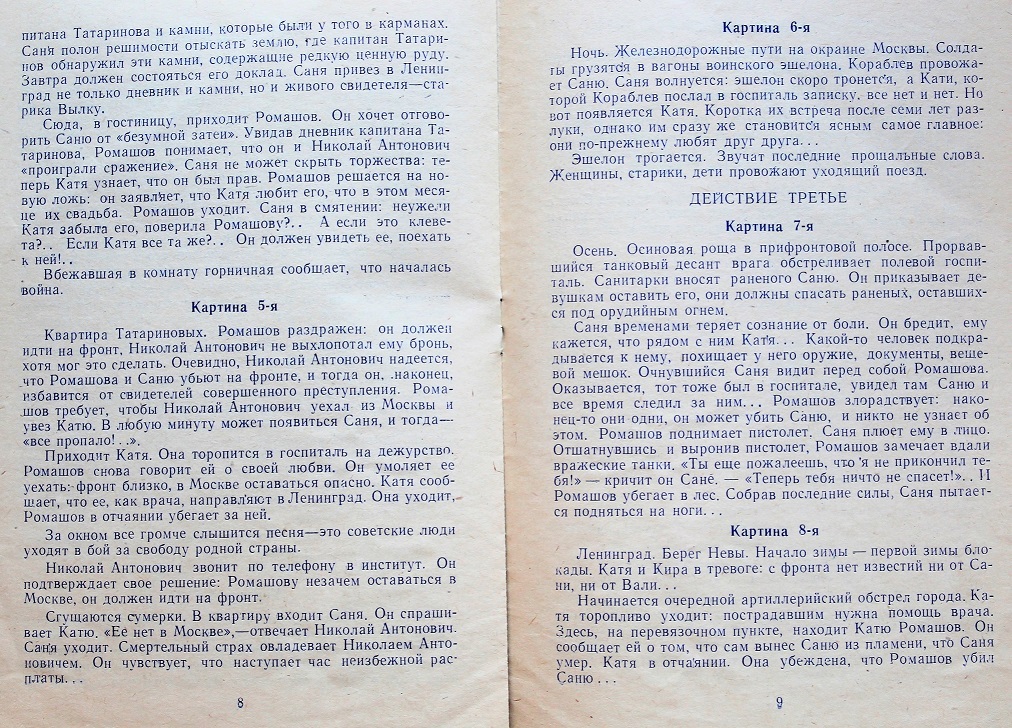 питана Татаринова и камни, которые были у того в карманах.
Саня полон решимости отыскать землю, где капитан Татари-
нов обнаружил эти камни, содержащие редкую ценную руду.
Завтра должен состояться его доклад. Саня привез в Ленин-
град не только дневник и камни, но и живого свидетеля—ста-
рика Вылку.
Сюда, в гостиницу, приходит Ромашов. Он хочет отгово-
рить Саню от «безумной затеи». Увидав дневник капитана Та-
таринова, Ромашов понимает, что он и Николай Антонович
«проиграли сражение». Саня не может скрыть торжества: те-
перь Катя узнает, что он был прав. Ромашов решается на но-
вую ложь: он заявляет, что Катя любит его, что в этом меся-
це их свадьба. Ромашов уходит. Саня в смятении: неужели
Катя забыла его, поверила Ромашову?.. А если это клеве-
та?.. Если Катя все та же?.. Он должен увидеть ее, поехать
к ней!..
Вбежавшая в комнату горничная сообщает, что началась
война.
Картина 5-я
Квартира Татариновых. Ромашов раздражен: он должен
идти на фронт, Николай Антонович не выхлопотал ему бронь,
хотя мог это сделать. Очевидно, Николай Антонович надеется,
что Ромашова и Саню убьют на фронте, и тогда он, наконец,
избавится от свидетелей совершенного преступления. Рома-
шов требует, чтобы Николай Антонович уехал из Москвы и
увез Катю. В любую минуту может появиться Саня, и тогда—
«все пропало!..».
Приходит Катя. Она торопится в госпиталь на дежурство.
Ромашов снова говорит ей о своей любви. Он умоляет ее
уехать: фронт близко, в Москве оставаться опасно. Катя сооб-
щает, что ее, как врача, направляют в Ленинград. Она уходит,
Ромашов в отчаянии убегает за ней.
За окном все громче слышится песня—это советские люди
уходят в бой за свободу родной страны.
Николай Антонович звонит по телефону в институт. Он
подтверждает свое решение: Ромашову незачем оставаться в
Москве, он должен идти на фронт.
Сгущаются сумерки. В квартиру входит Саня. Он спраши-
вает Катю. «Её нет в Москве»,—отвечает Николай Антонович.
Саня уходит. Смертельный страх овладевает Николаем Анто-
новичем. Он чувствует, что наступает час неизбежной рас-
платы...
8
Картина 6-я
Ночь. Железнодорожные пути на окраине Москвы. Солда-
ты грузятся в вагоны воинского эшелона. Кораблев провожа-
ет Саню. Саня волнуется: эшелон скоро тронется, а Кати, ко-
торой Кораблев послал в госпиталь записку, все нет и нет. Но
вот появляется Катя. Коротка их встреча после семи лет раз-
луки, однако им сразу же становится ясным самое главное:
они по-прежнему любят друг друга...
Эшелон трогается. Звучат последние прощальные слова.
Женщины, старики, дети провожают уходящий поезд.
ДЕЙСТВИЕ ТРЕТЬЕ
Картина 7-я
Осень. Осиновая роща в прифронтовой полосе. Прорвав-
шийся танковый десант врага обстреливает полевой госпи-
таль. Санитарки вносят раненого Саню. Он приказывает де-
вушкам оставить его, они должны спасать раненых, оставших-
ся под орудийным огнем.
Саня временами теряет сознание от боли. Он бредит, ему
кажется, что рядом с ним Катя... Какой-то человек подкра-
дывается к нему, похищает у него оружие, документы, веще-
вой мешок. Очнувшийся Саня видит перед собой Ромашова.
Оказывается, тот тоже был в госпитале, увидел там Саню и
все время следил за ним... Ромашов злорадствует: нако-
нец-то они одни, он может убить Саню, и никто не узнает об
этом. Ромашов поднимает пистолет. Саня плюет ему в лицо.
Отшатнувшись и выронив пистолет, Ромашов замечает вдали
вражеские танки. «Ты еще пожалеешь, что я не прикончил те-
бя!» — кричит он Сане. — «Теперь тебя ничто не спасет!».. И
Ромашов убегает в лес. Собрав последние силы, Саня пытает-
ся подняться на ноги...
Картина 8-я
Ленинград. Берег Невы. Начало зимы — первой зимы бло-
кады. Катя и Кира в тревоге: с фронта нет известий ни от Са-
ни, ни от Вали...
Начинается очередной артиллерийский обстрел города. Ка-
тя торопливо уходит: пострадавшим нужна помощь врача.
Здесь, на перевязочном пункте, находит Катю Ромашов. Он
сообщает ей о том, что сам вынес Саню из пламени, что Саня
умер. Катя в отчаянии. Она убеждена, что Ромашов убил
Саню...
9